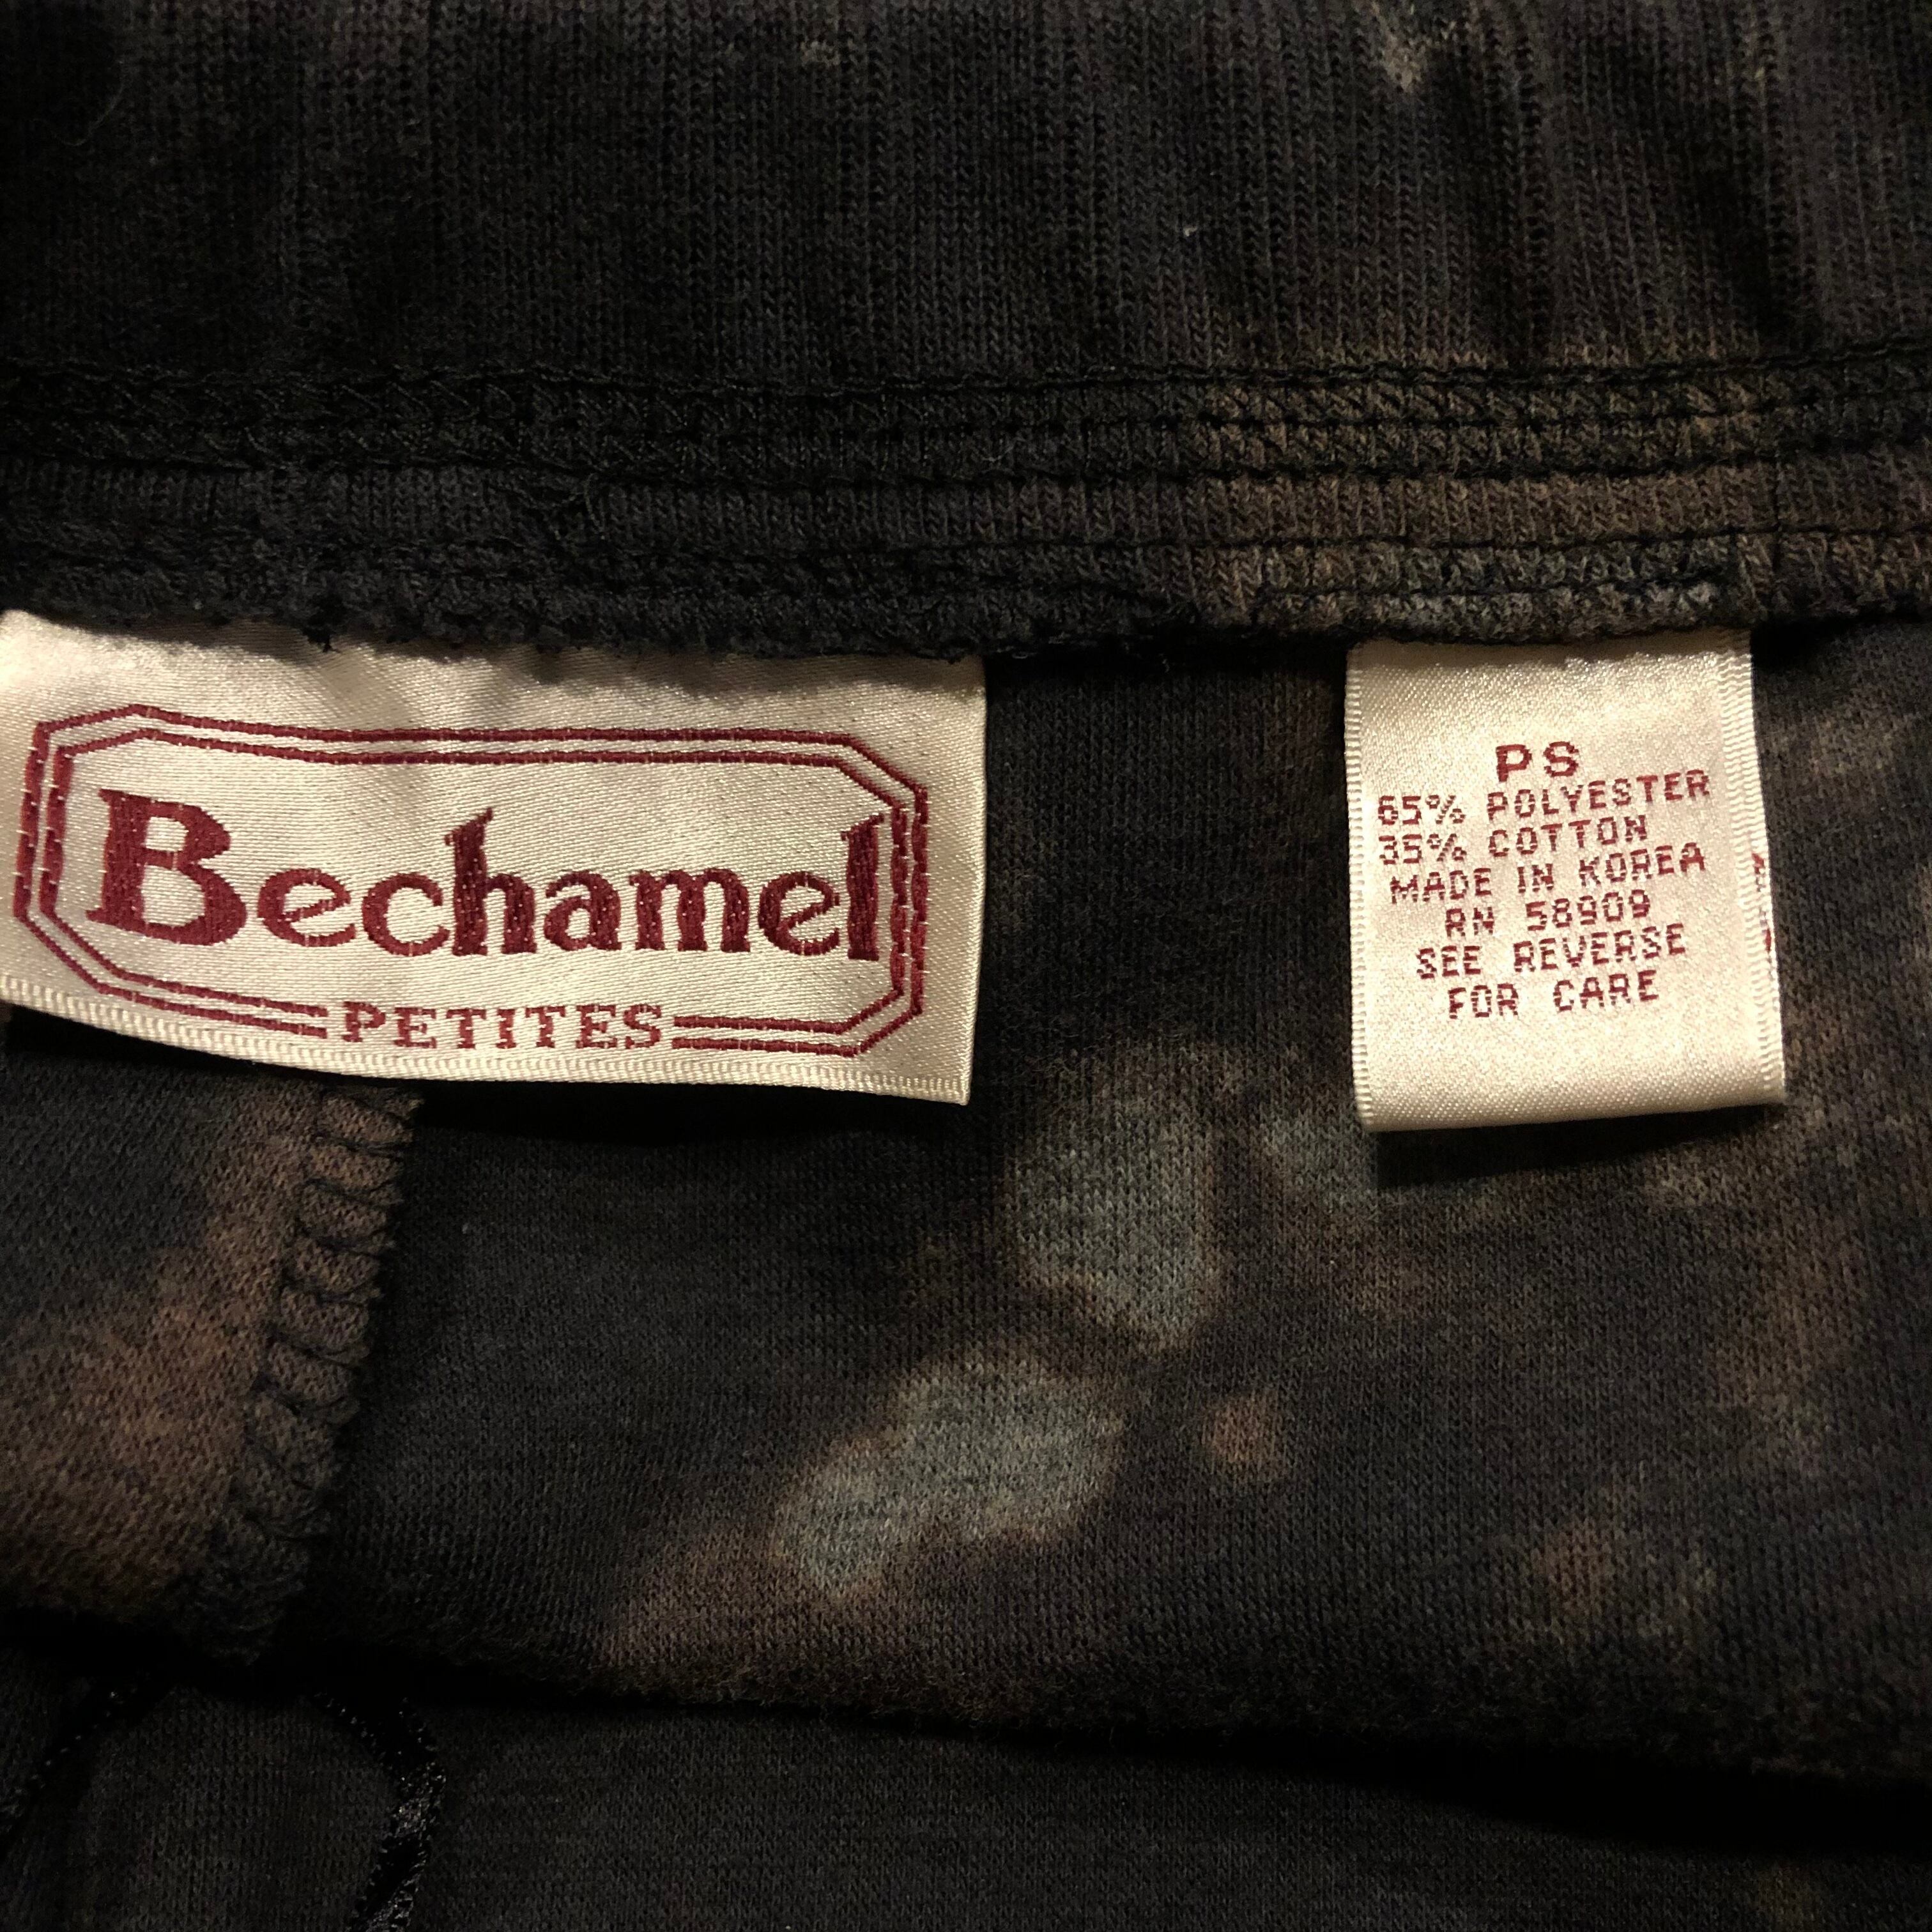 Bechamel
PETITES
PS
65% POLYESTER
35% COTTON
MADE IN KOREA
RN 58909
SEE REVERSE
FOR CARE